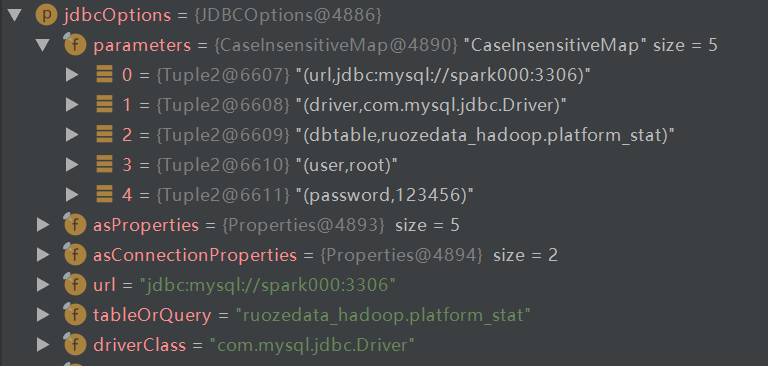 p jdbcOptions = {JDBCOptions@4886}
f parameters = {CaseInsensitiveMap@4890} "CaseInsensitiveMap" size = 5
0 = {Tuple2@6607} "(url,jdbc:mysql://spark000:3306)"
1 = {Tuple2@6608} "(driver,com.mysql.jdbc.Driver)"
2 = {Tuple2@6609} "(dbtable,ruozedata_hadoop.platform_stat)"
3 = {Tuple2@6610} "(user,root)"
4 = {Tuple2@6611} "(password,123456)"
f asProperties = {Properties@4893} size = 5
f asConnectionProperties = {Properties@4894} size = 2
f url = "jdbc:mysql://spark000:3306"
f tableOrQuery = "ruozedata_hadoop.platform_stat"
f driverClass = "com.mysql.jdbc.Driver"